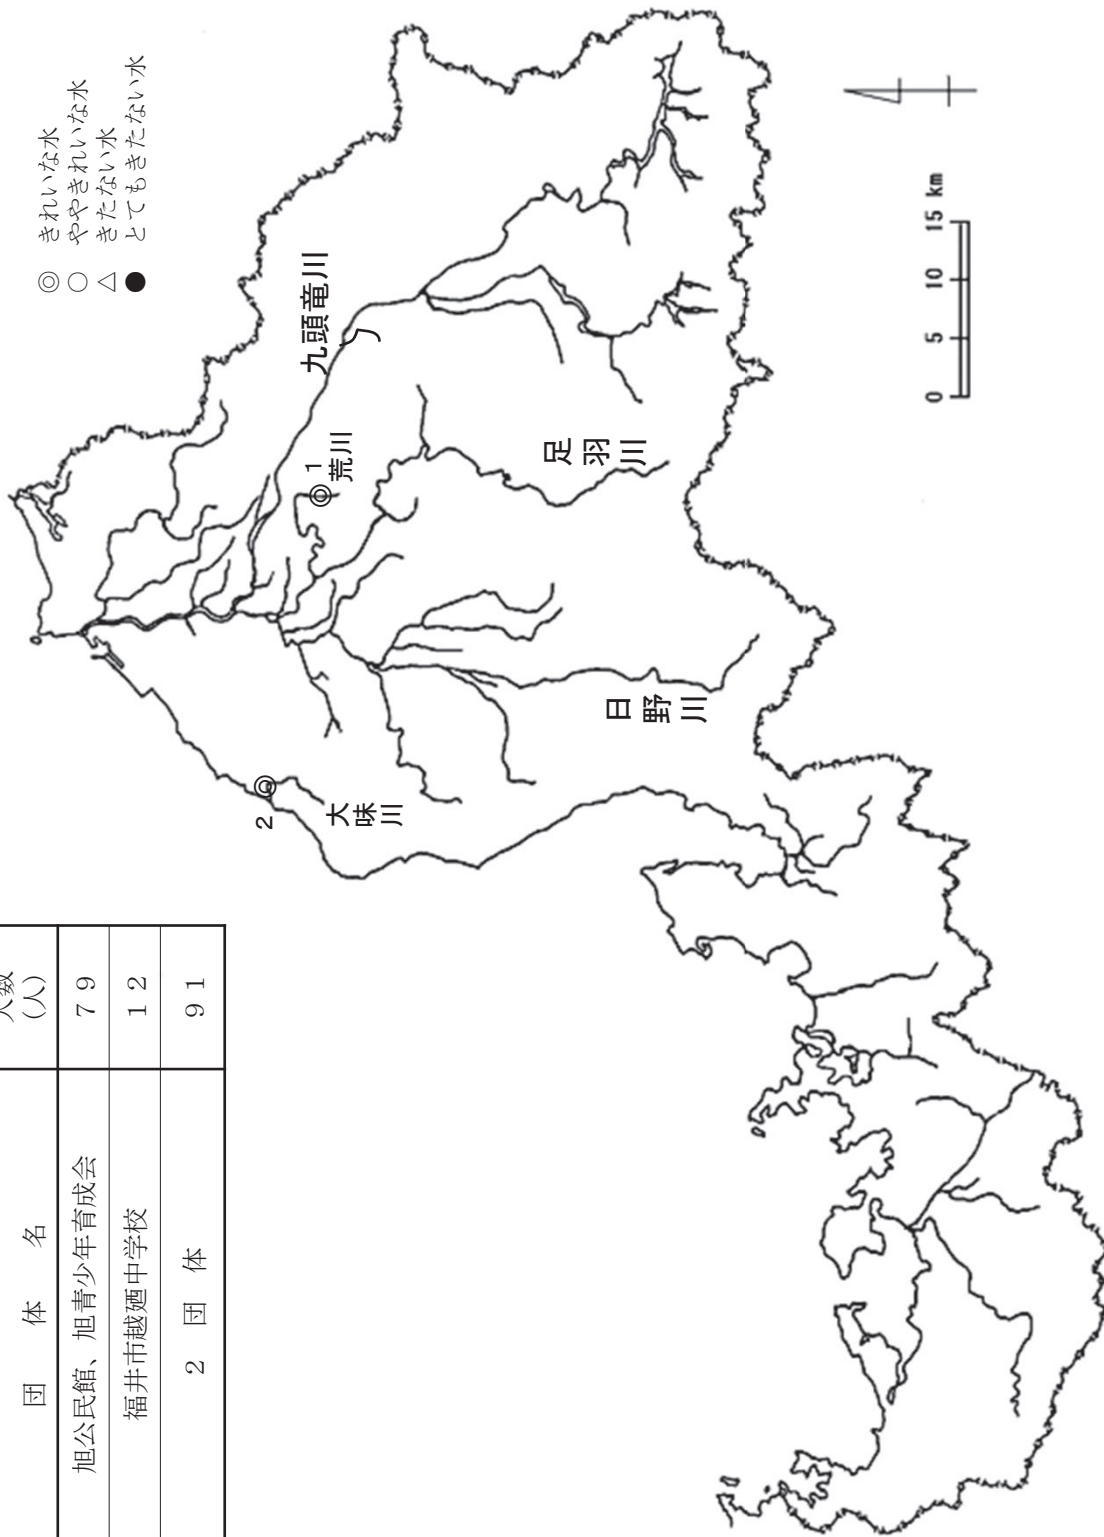 ◎ きれいな水
○ ややきれいな水
△ きたない水
● とてもきたない水
九頭竜川
1
荒川
足羽川
日野川
2
大味川
0 5 10 15 km
団体名 人数(人)
旭公民館、旭青少年育成会 79
福井市越廼中学校 12
2団体 91